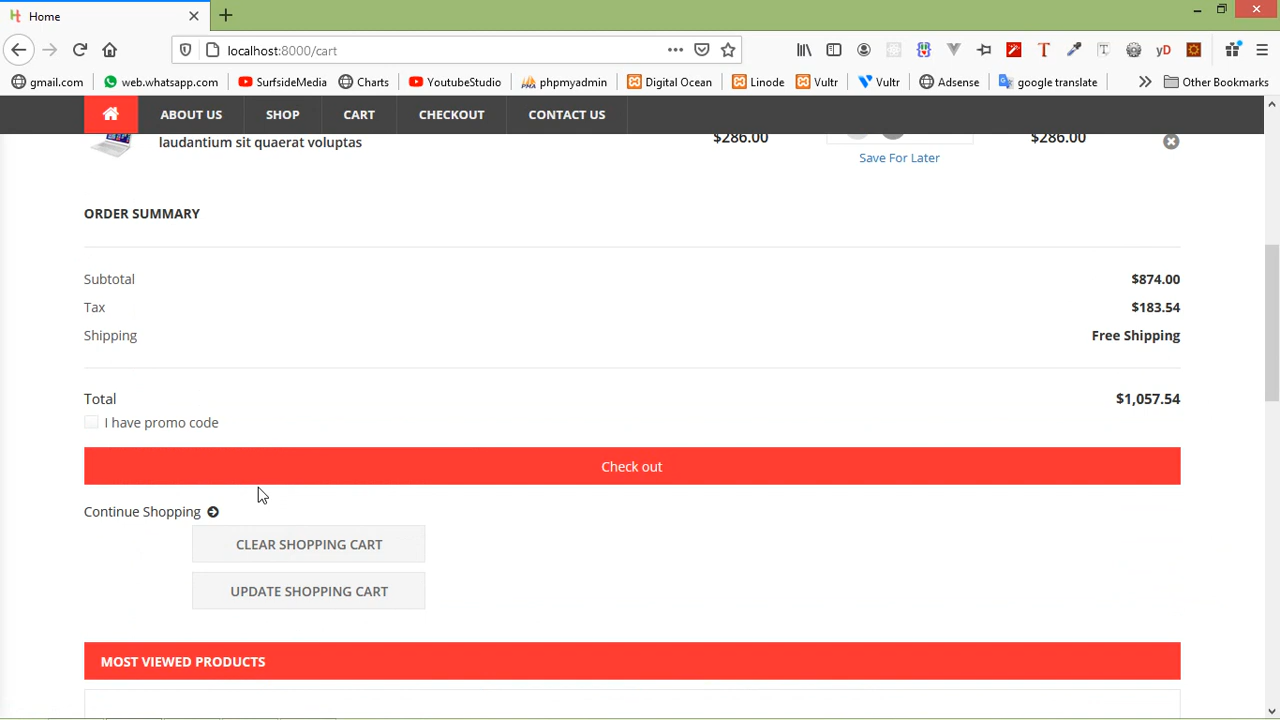 Home
localhost:8000/cart
gmail.com web.whatsapp.com SurfsideMedia Charts YoutubeStudio phpmyadmin Digital Ocean Linode Vultr Vultr Adsense google translate Other Bookmarks
ABOUT US SHOP CART CHECKOUT CONTACT US
laudantium sit quaerat voluptas $286.00 $286.00
Save For Later
ORDER SUMMARY
Subtotal $874.00
Tax $183.54
Shipping Free Shipping
Total $1,057.54
I have promo code
Check out
Continue Shopping
CLEAR SHOPPING CART
UPDATE SHOPPING CART
MOST VIEWED PRODUCTS